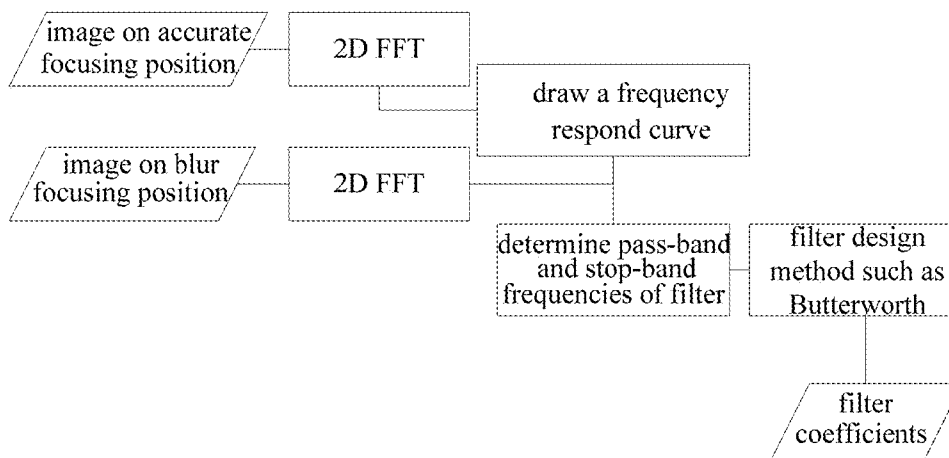 image on accurate
focusing position
2D FFT
draw a frequency
respond curve
image on blur
focusing position
2D FFT
determine pass-band
and stop-band
frequencies of filter
filter design
method such as
Butterworth
filter
coefficients